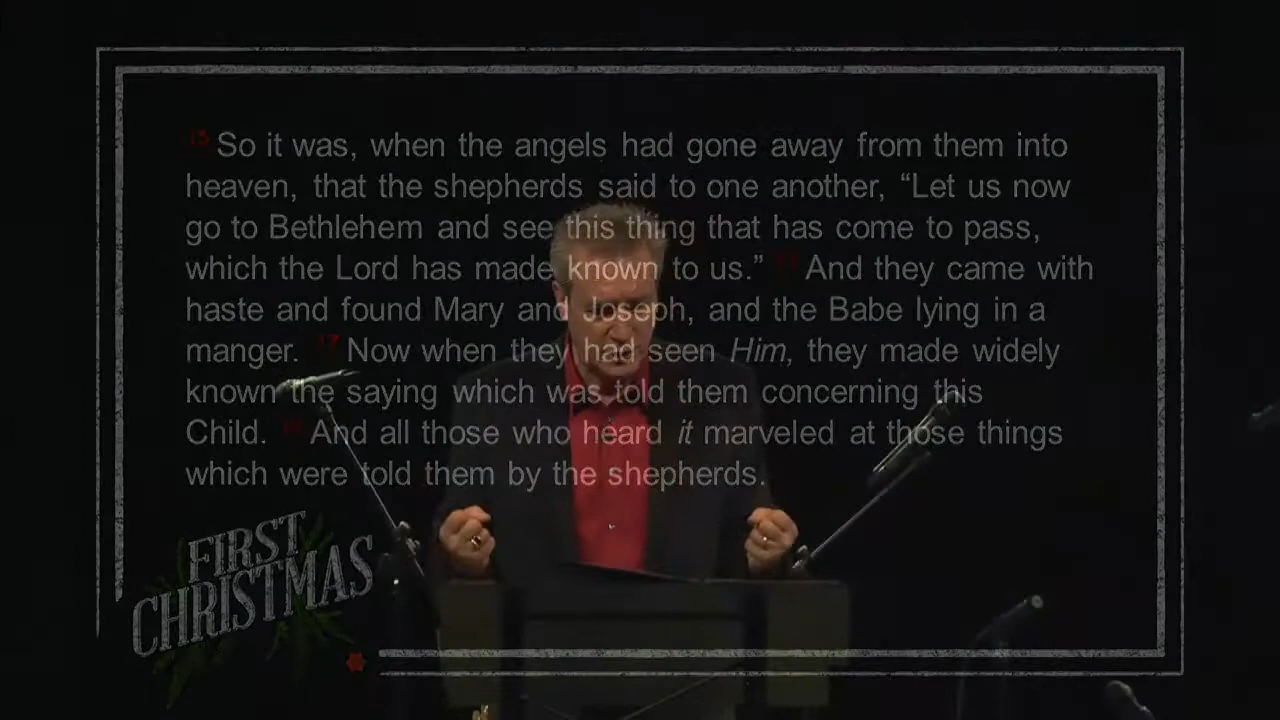 15 So it was, when the angels had gone away from them into
heaven, that the shepherds said to one another, “Let us now
go to Bethlehem and see this thing that has come to pass,
which the Lord has made known to us.” And they came with
haste and found Mary and Joseph, and the Babe lying in a
manger. 17 Now when they had seen Him, they made widely
known the saying which was told them concerning this
Child. And all those who heard it marveled at those things
which were told them by the shepherds.
FIRST
CHRISTMAS